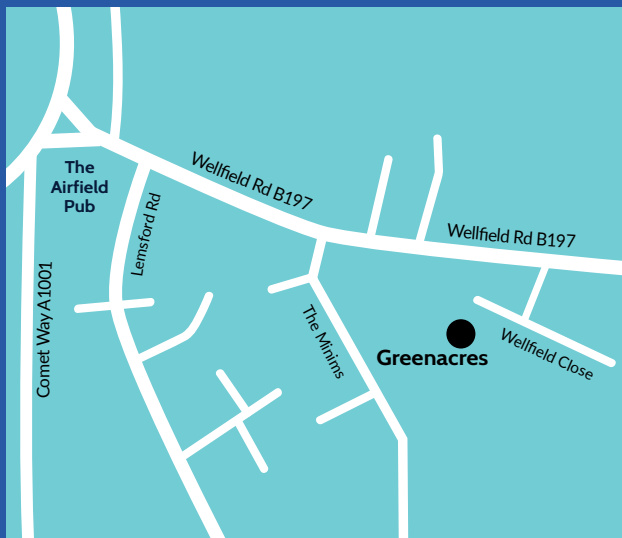 The
Airfield
Pub
Wellfield Rd B197
Wellfield Rd B197
Lemsford Rd
Comet Way A1001
The Minims
Greenacres
Wellfield Close